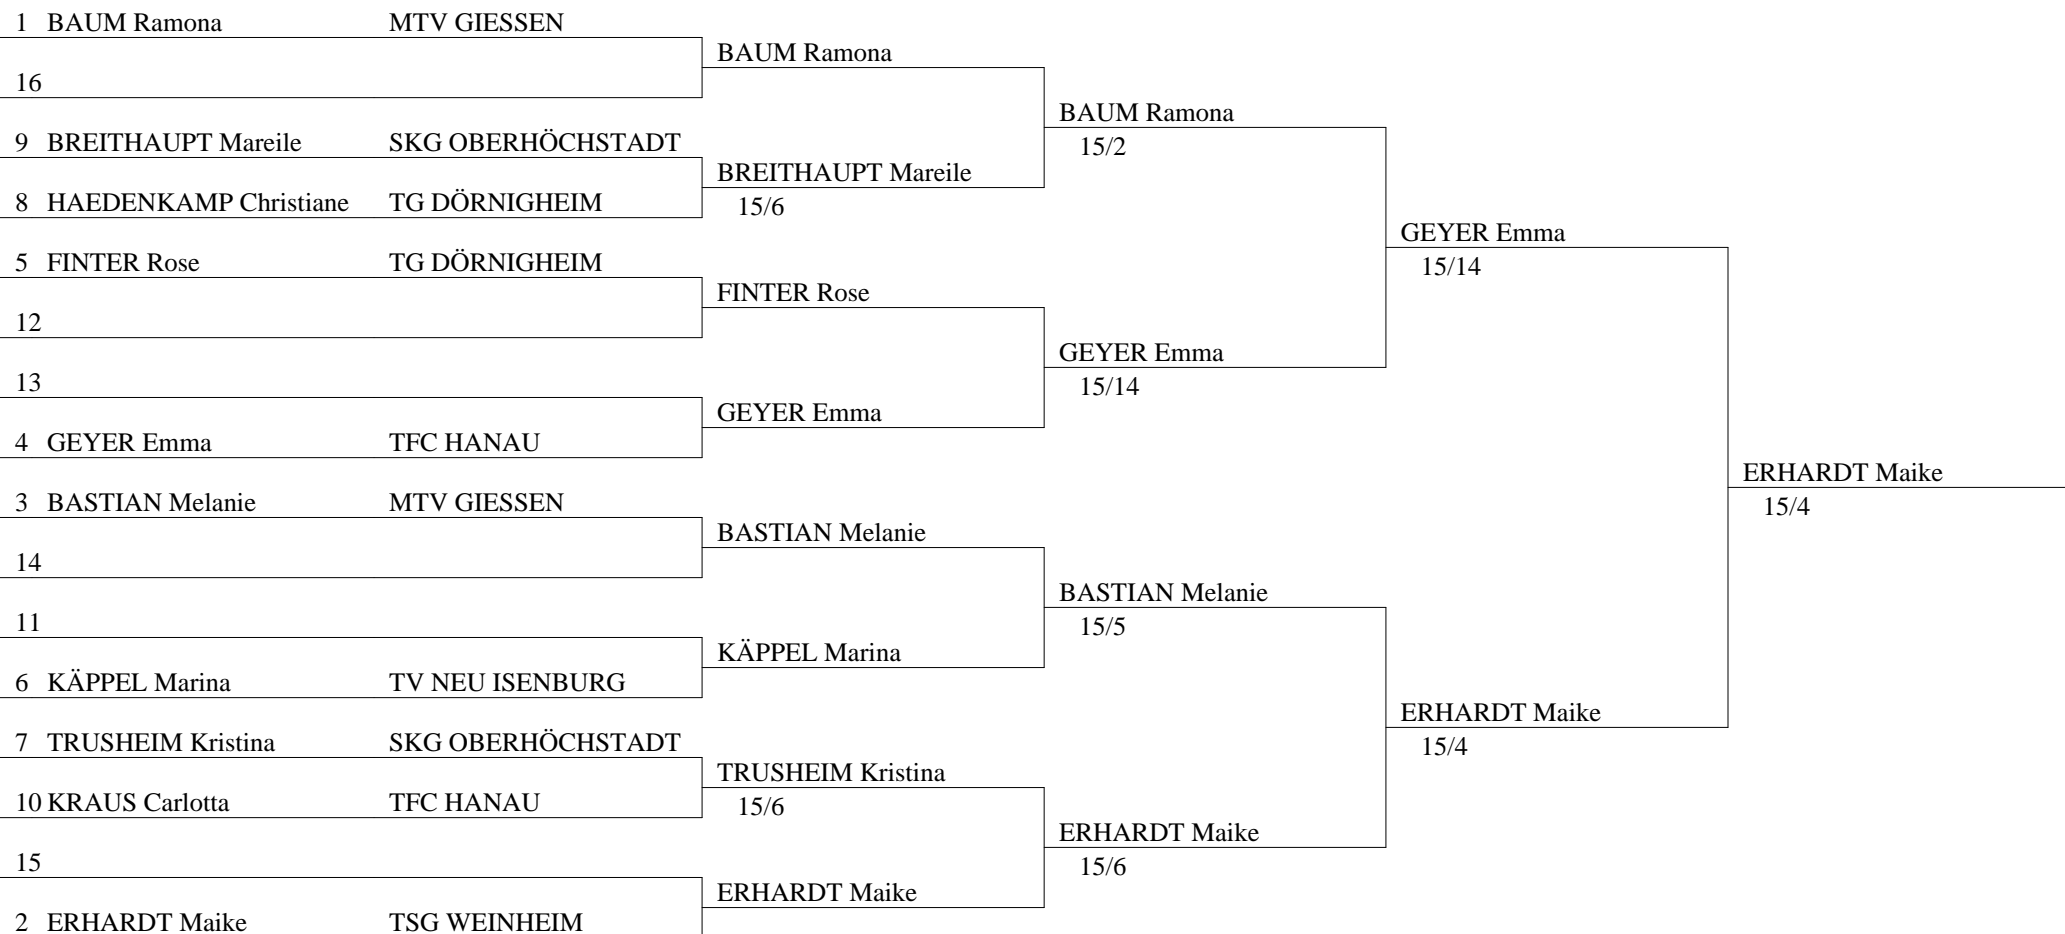 1 BAUM Ramona MTV GIESSEN
BAUM Ramona
16
BAUM Ramona
15/2
9 BREITHAUPT Mareile SKG OBERHÖCHSTADT
BREITHAUPT Mareile
15/6
8 HAEDENKAMP Christiane TG DÖRNIGHEIM
GEYER Emma
15/14
5 FINTER Rose TG DÖRNIGHEIM
FINTER Rose
12
GEYER Emma
15/14
13
GEYER Emma
4 GEYER Emma TFC HANAU
ERHARDT Maike
15/4
3 BASTIAN Melanie MTV GIESSEN
BASTIAN Melanie
14
BASTIAN Melanie
15/5
11
KÄPPEL Marina
6 KÄPPEL Marina TV NEU ISENBURG
ERHARDT Maike
15/4
7 TRUSHEIM Kristina SKG OBERHÖCHSTADT
TRUSHEIM Kristina
15/6
10 KRAUS Carlotta TFC HANAU
ERHARDT Maike
15/6
15
ERHARDT Maike
2 ERHARDT Maike TSG WEINHEIM